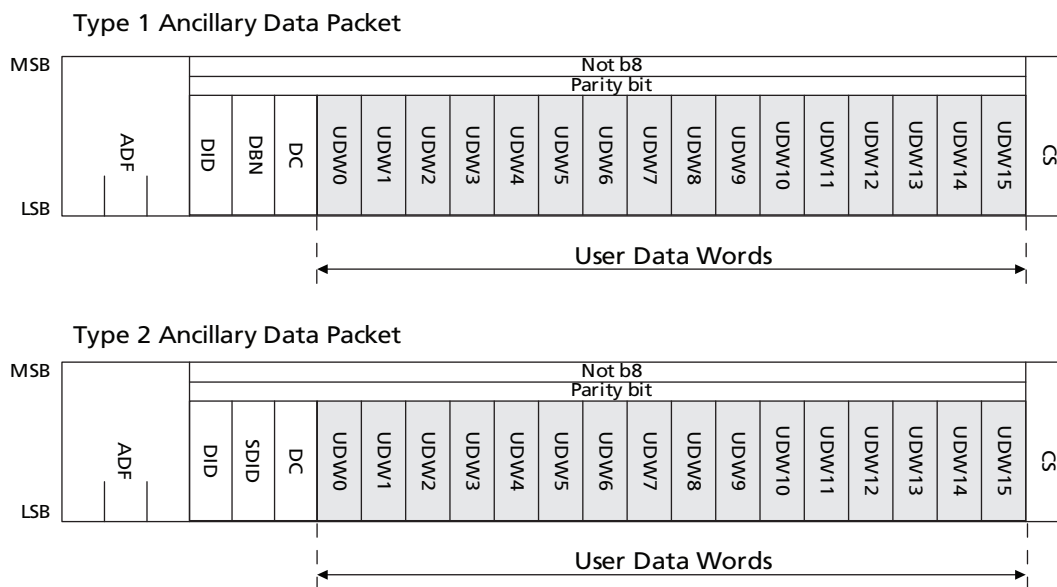 Type 1 Ancillary Data Packet
MSB
Not b8
Parity bit
ADF
DID
DBN
DC
UDW0
UDW1
UDW2
UDW3
UDW4
UDW5
UDW6
UDW7
UDW8
UDW9
UDW10
UDW11
UDW12
UDW13
UDW14
UDW15
CS
LSB
User Data Words
Type 2 Ancillary Data Packet
MSB
Not b8
Parity bit
ADF
DID
SDID
DC
UDW0
UDW1
UDW2
UDW3
UDW4
UDW5
UDW6
UDW7
UDW8
UDW9
UDW10
UDW11
UDW12
UDW13
UDW14
UDW15
CS
LSB
User Data Words